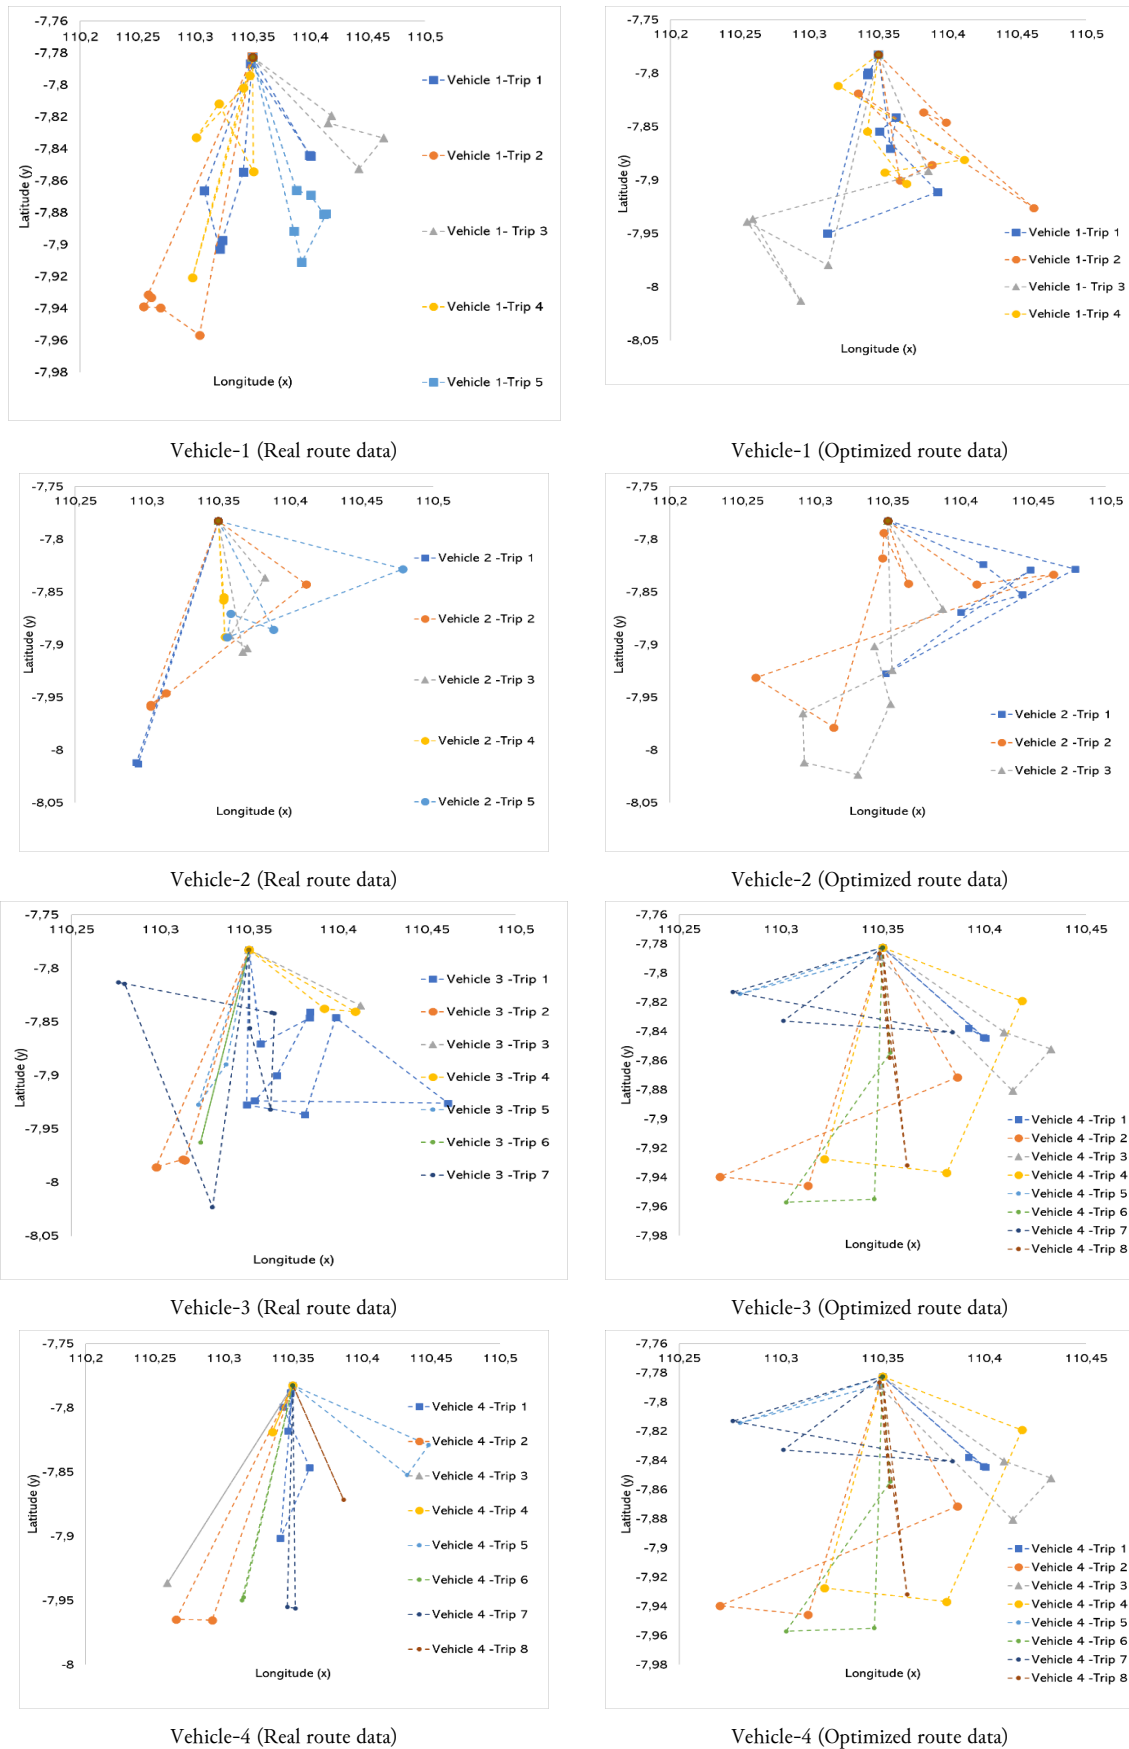 -7,76
110,2 110,25 110,3 110,35 110,4 110,45 110,5
-7,78
-7,8
-7,82
-7,84
-7,86
-7,88
-7,9
-7,92
-7,94
-7,96
-7,98
Latitude (y)
Longitude (x)
Vehicle 1-Trip 1
Vehicle 1-Trip 2
Vehicle 1- Trip 3
Vehicle 1-Trip 4
Vehicle 1-Trip 5
Vehicle-1 (Real route data)
-7,75
110,2 110,25 110,3 110,35 110,4 110,45 110,5
-7,8
-7,85
-7,9
-7,95
-8
-8,05
Latitude (y)
Longitude (x)
Vehicle 1-Trip 1
Vehicle 1-Trip 2
Vehicle 1- Trip 3
Vehicle 1-Trip 4
Vehicle-1 (Optimized route data)
-7,75
110,25 110,3 110,35 110,4 110,45 110,5
-7,8
-7,85
-7,9
-7,95
-8
-8,05
Latitude (y)
Longitude (x)
Vehicle 2 -Trip 1
Vehicle 2 -Trip 2
Vehicle 2 -Trip 3
Vehicle 2 -Trip 4
Vehicle 2 -Trip 5
Vehicle-2 (Real route data)
-7,75
110,2 110,25 110,3 110,35 110,4 110,45 110,5
-7,8
-7,85
-7,9
-7,95
-8
-8,05
Latitude (y)
Longitude (x)
Vehicle 2 -Trip 1
Vehicle 2 -Trip 2
Vehicle 2 -Trip 3
Vehicle-2 (Optimized route data)
-7,75
110,25 110,3 110,35 110,4 110,45 110,5
-7,8
-7,85
-7,9
-7,95
-8
-8,05
Latitude (y)
Longitude (x)
Vehicle 3 -Trip 1
Vehicle 3 -Trip 2
Vehicle 3 -Trip 3
Vehicle 3 -Trip 4
Vehicle 3 -Trip 5
Vehicle 3 -Trip 6
Vehicle 3 -Trip 7
Vehicle-3 (Real route data)
-7,76
110,25 110,3 110,35 110,4 110,45
-7,78
-7,8
-7,82
-7,84
-7,86
-7,88
-7,9
-7,92
-7,94
-7,96
-7,98
Latitude (y)
Longitude (x)
Vehicle 4 -Trip 1
Vehicle 4 -Trip 2
Vehicle 4 -Trip 3
Vehicle 4 -Trip 4
Vehicle 4 -Trip 5
Vehicle 4 -Trip 6
Vehicle 4 -Trip 7
Vehicle 4 -Trip 8
Vehicle-3 (Optimized route data)
-7,75
110,2 110,25 110,3 110,35 110,4 110,45 110,5
-7,8
-7,85
-7,9
-7,95
-8
Latitude (y)
Longitude (x)
Vehicle 4 -Trip 1
Vehicle 4 -Trip 2
Vehicle 4 -Trip 3
Vehicle 4 -Trip 4
Vehicle 4 -Trip 5
Vehicle 4 -Trip 6
Vehicle 4 -Trip 7
Vehicle 4 -Trip 8
Vehicle-4 (Real route data)
-7,76
110,25 110,3 110,35 110,4 110,45
-7,78
-7,8
-7,82
-7,84
-7,86
-7,88
-7,9
-7,92
-7,94
-7,96
-7,98
Latitude (y)
Longitude (x)
Vehicle 4 -Trip 1
Vehicle 4 -Trip 2
Vehicle 4 -Trip 3
Vehicle 4 -Trip 4
Vehicle 4 -Trip 5
Vehicle 4 -Trip 6
Vehicle 4 -Trip 7
Vehicle 4 -Trip 8
Vehicle-4 (Optimized route data)